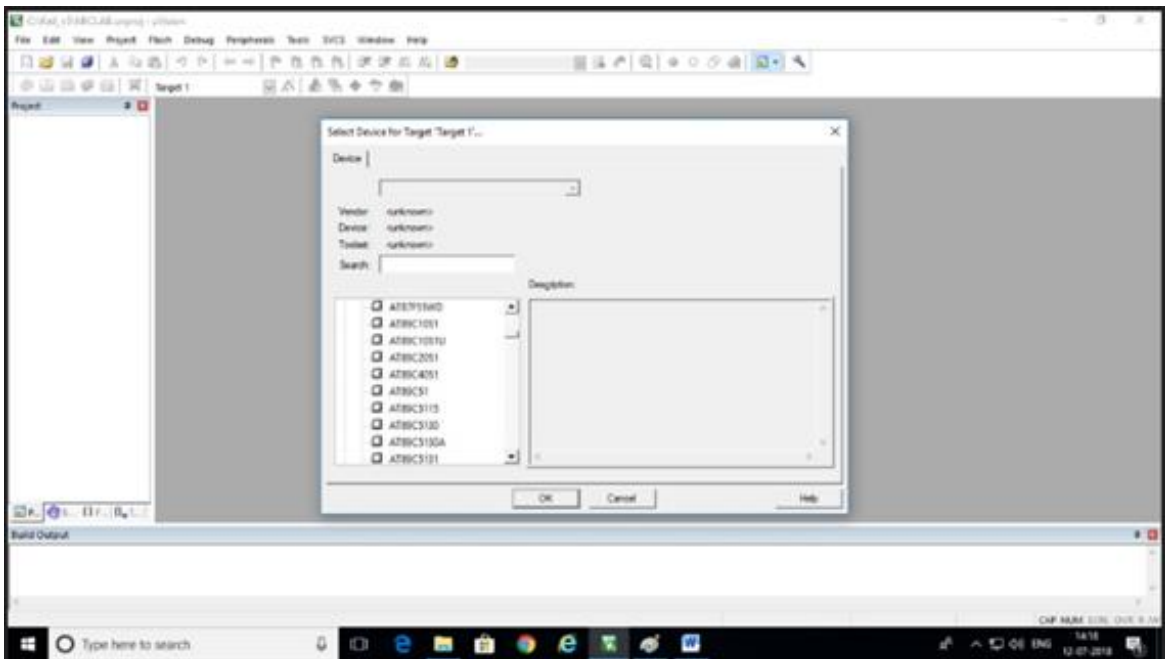 File Edit View Project Flash Debug Peripherals Tools SVCS Window Help
Target 1
Project
Select Device for Target 'Target 1'...
Device
Vendor: <unknown>
Device: <unknown>
Toolset: <unknown>
Search:
Description:
AT89C1051
AT89C1051U
AT89C2051
AT89C4051
AT89C51
AT89C5115
AT89C5130
AT89C5130A
AT89C5131
OK Cancel Help
Build Output
CAP NUM
Type here to search
ENG
14:18
12-07-2018